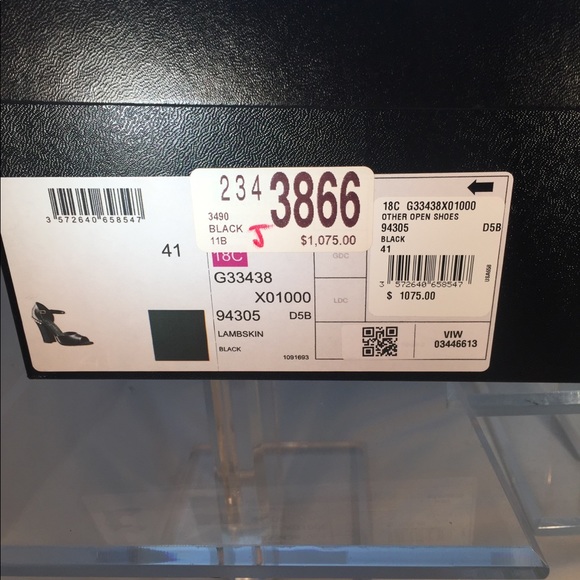 3 572640 658547
41
234 3866
3490
BLACK
11B
J
$1,075.00
18C
G33438
X01000
94305 D5B
LAMBSKIN
BLACK
1091693
GDC
LDC
VIW
03446613
18C G33438X01000
OTHER OPEN SHOES
94305 D5B
BLACK
41
3 572640 658547
$ 1075.00